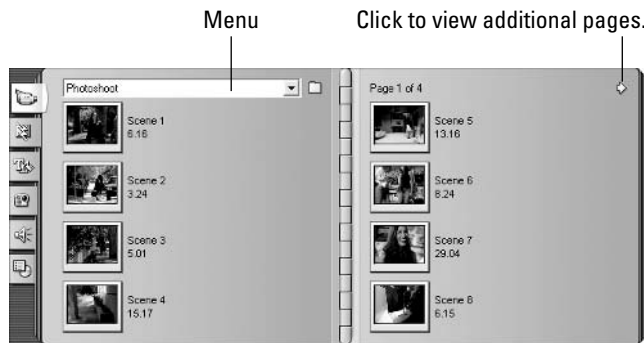 Menu
Click to view additional pages.
Photoshoot
Page 1 of 4
Scene 1
6.16
Scene 2
3.24
Scene 3
5.01
Scene 4
15.17
Scene 5
13.16
Scene 6
8.24
Scene 7
29.04
Scene 8
6.15